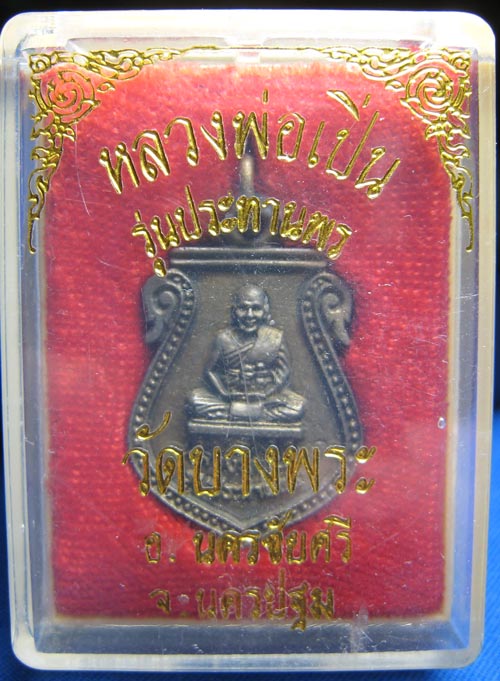 หลวงพ่อเปิ่น
รุ่นประทานพร
วัดบางพระ
อ. นครชัยศรี
จ. นครปฐม